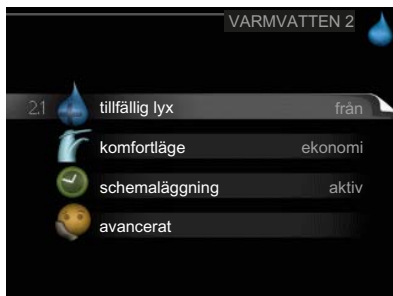 VARMVATTEN 2
2.1 tillfällig lyx från
komfortläge ekonomi
schemaläggning aktiv
avancerat